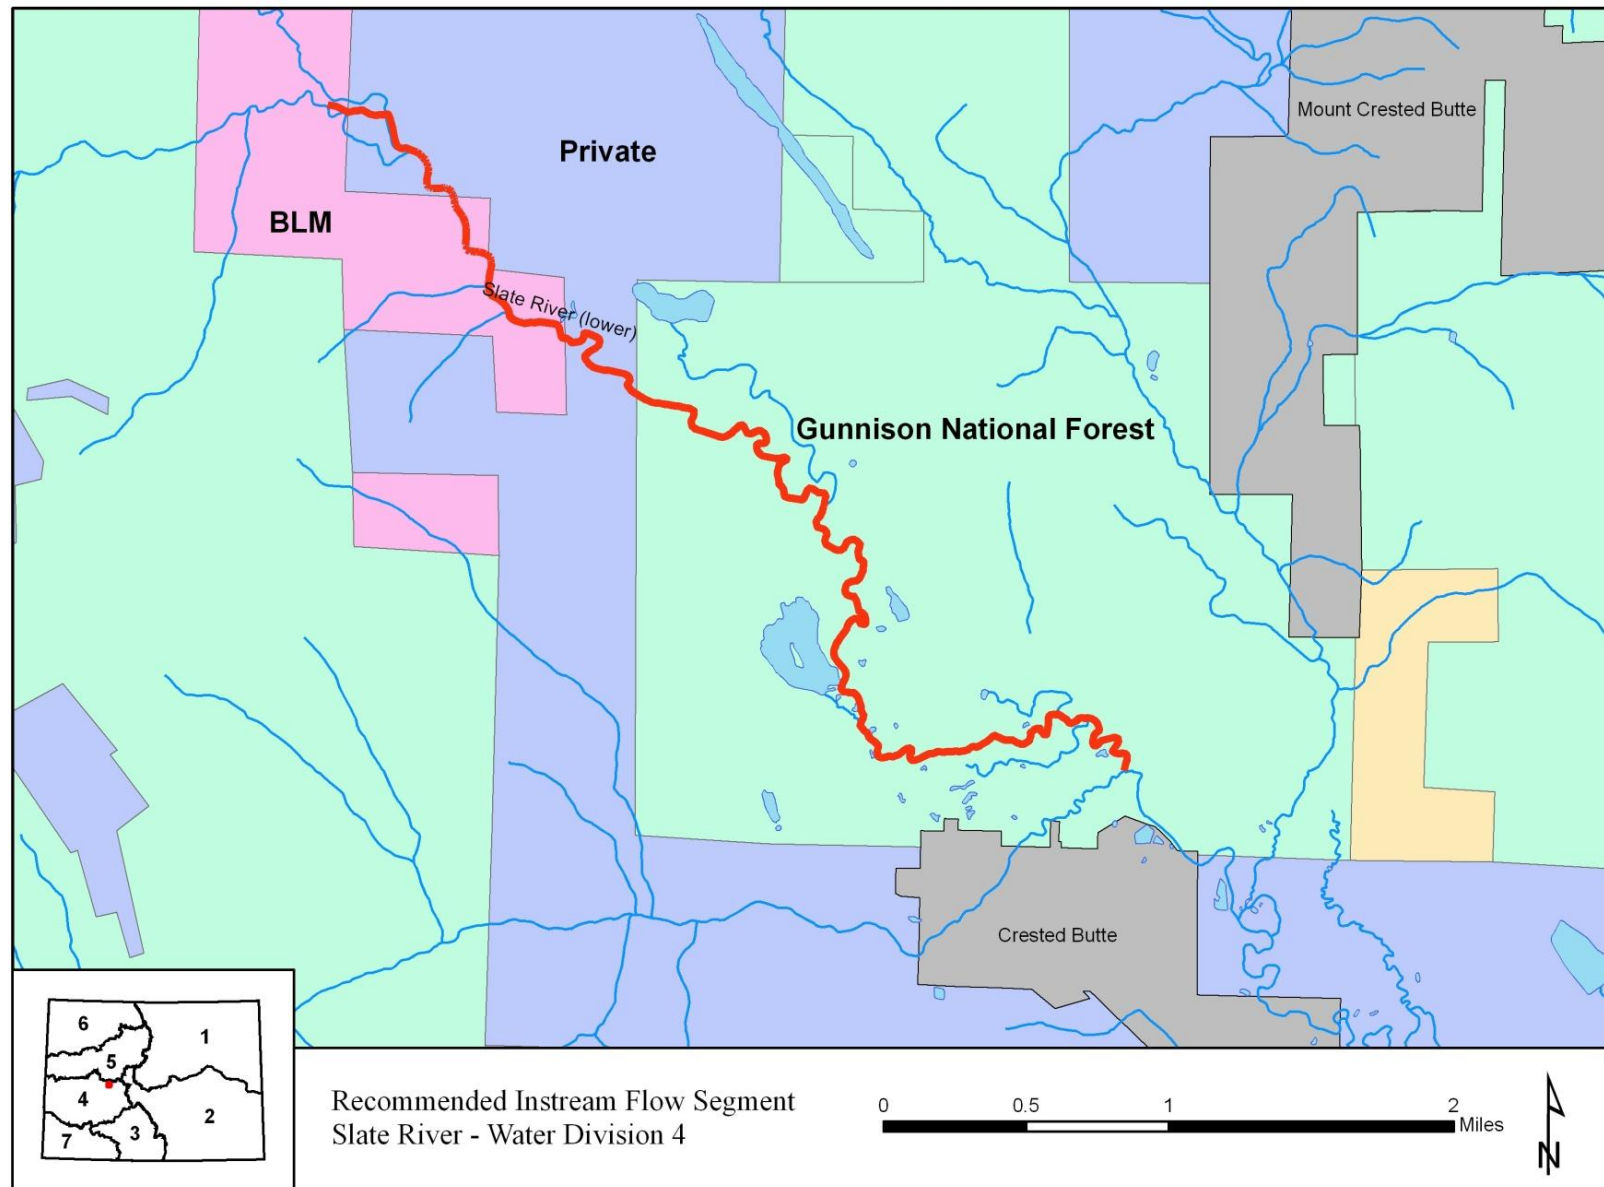 Mount Crested Butte
Private
BLM
Slate River (lower)
Gunnison National Forest
Crested Butte
6
1
5
4
2
3
7
Recommended Instream Flow Segment
Slate River - Water Division 4
0 0.5 1 2
Miles
N